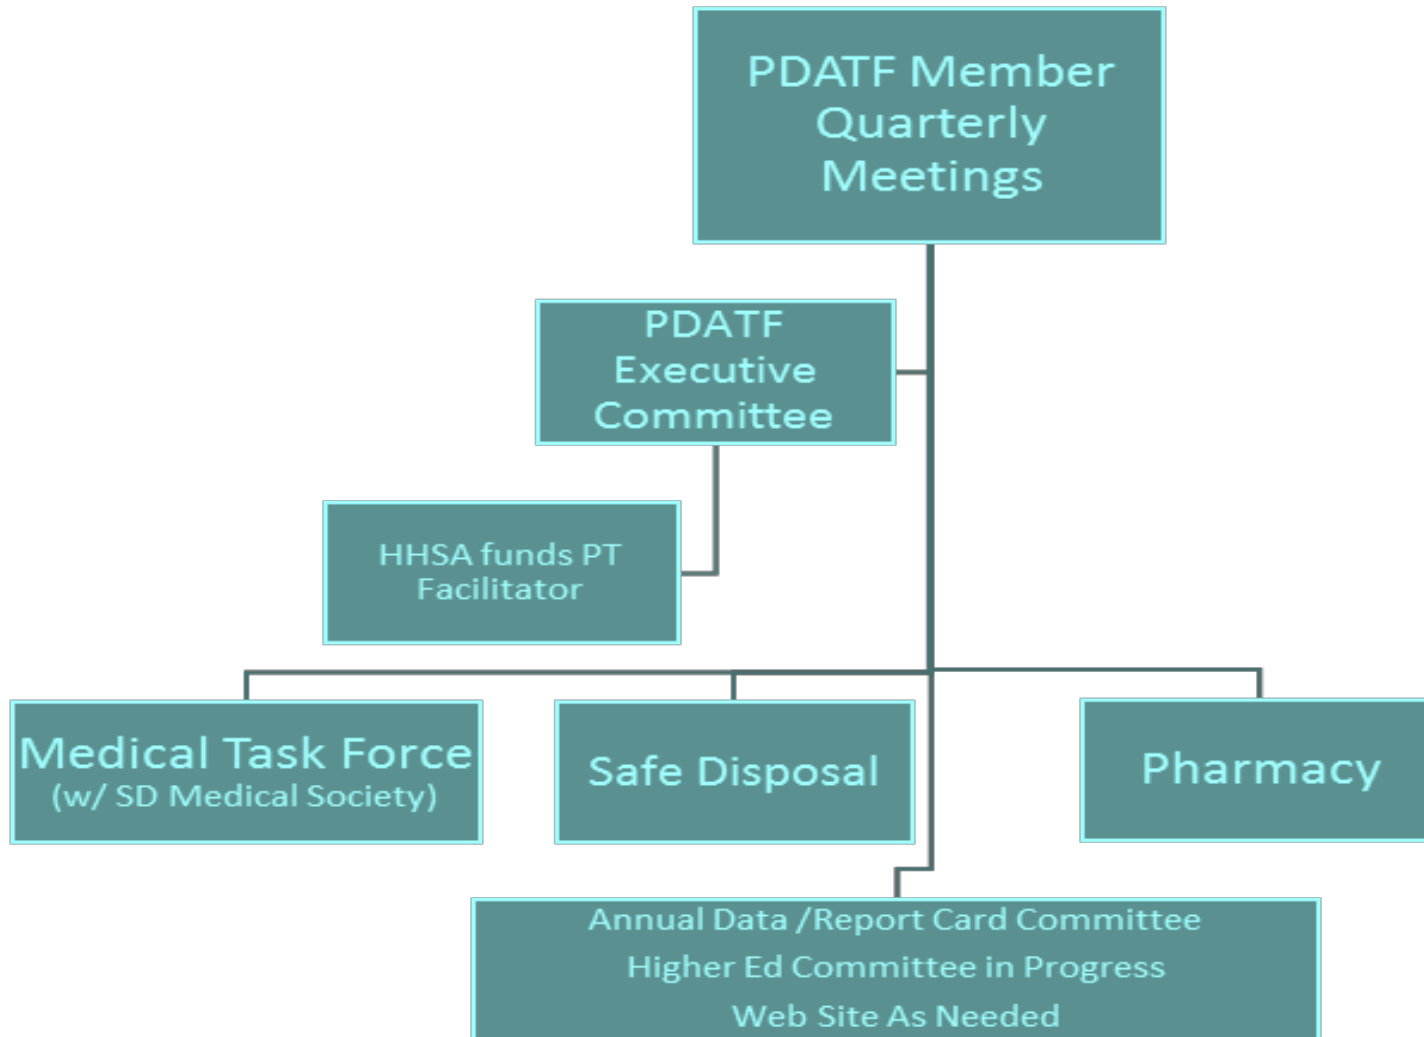 PDATF Member
Quarterly
Meetings
PDATF
Executive
Committee
HHSA funds PT
Facilitator
Medical Task Force
(w/ SD Medical Society)
Safe Disposal
Pharmacy
Annual Data /Report Card Committee
Higher Ed Committee in Progress
Web Site As Needed